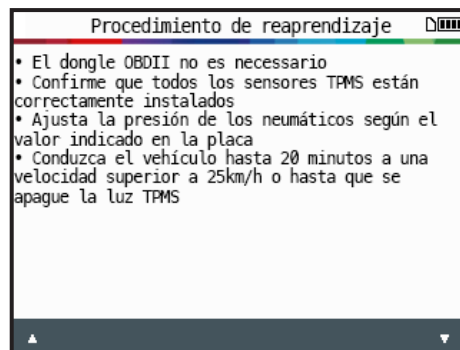 Procedimiento de reaprendizaje
• El dongle OBDII no es necessario
• Confirme que todos los sensores TPMS están
correctamente instalados
• Ajusta la presión de los neumáticos según el
valor indicado en la placa
• Conduzca el vehículo hasta 20 minutos a una
velocidad superior a 25km/h o hasta que se
apague la luz TPMS